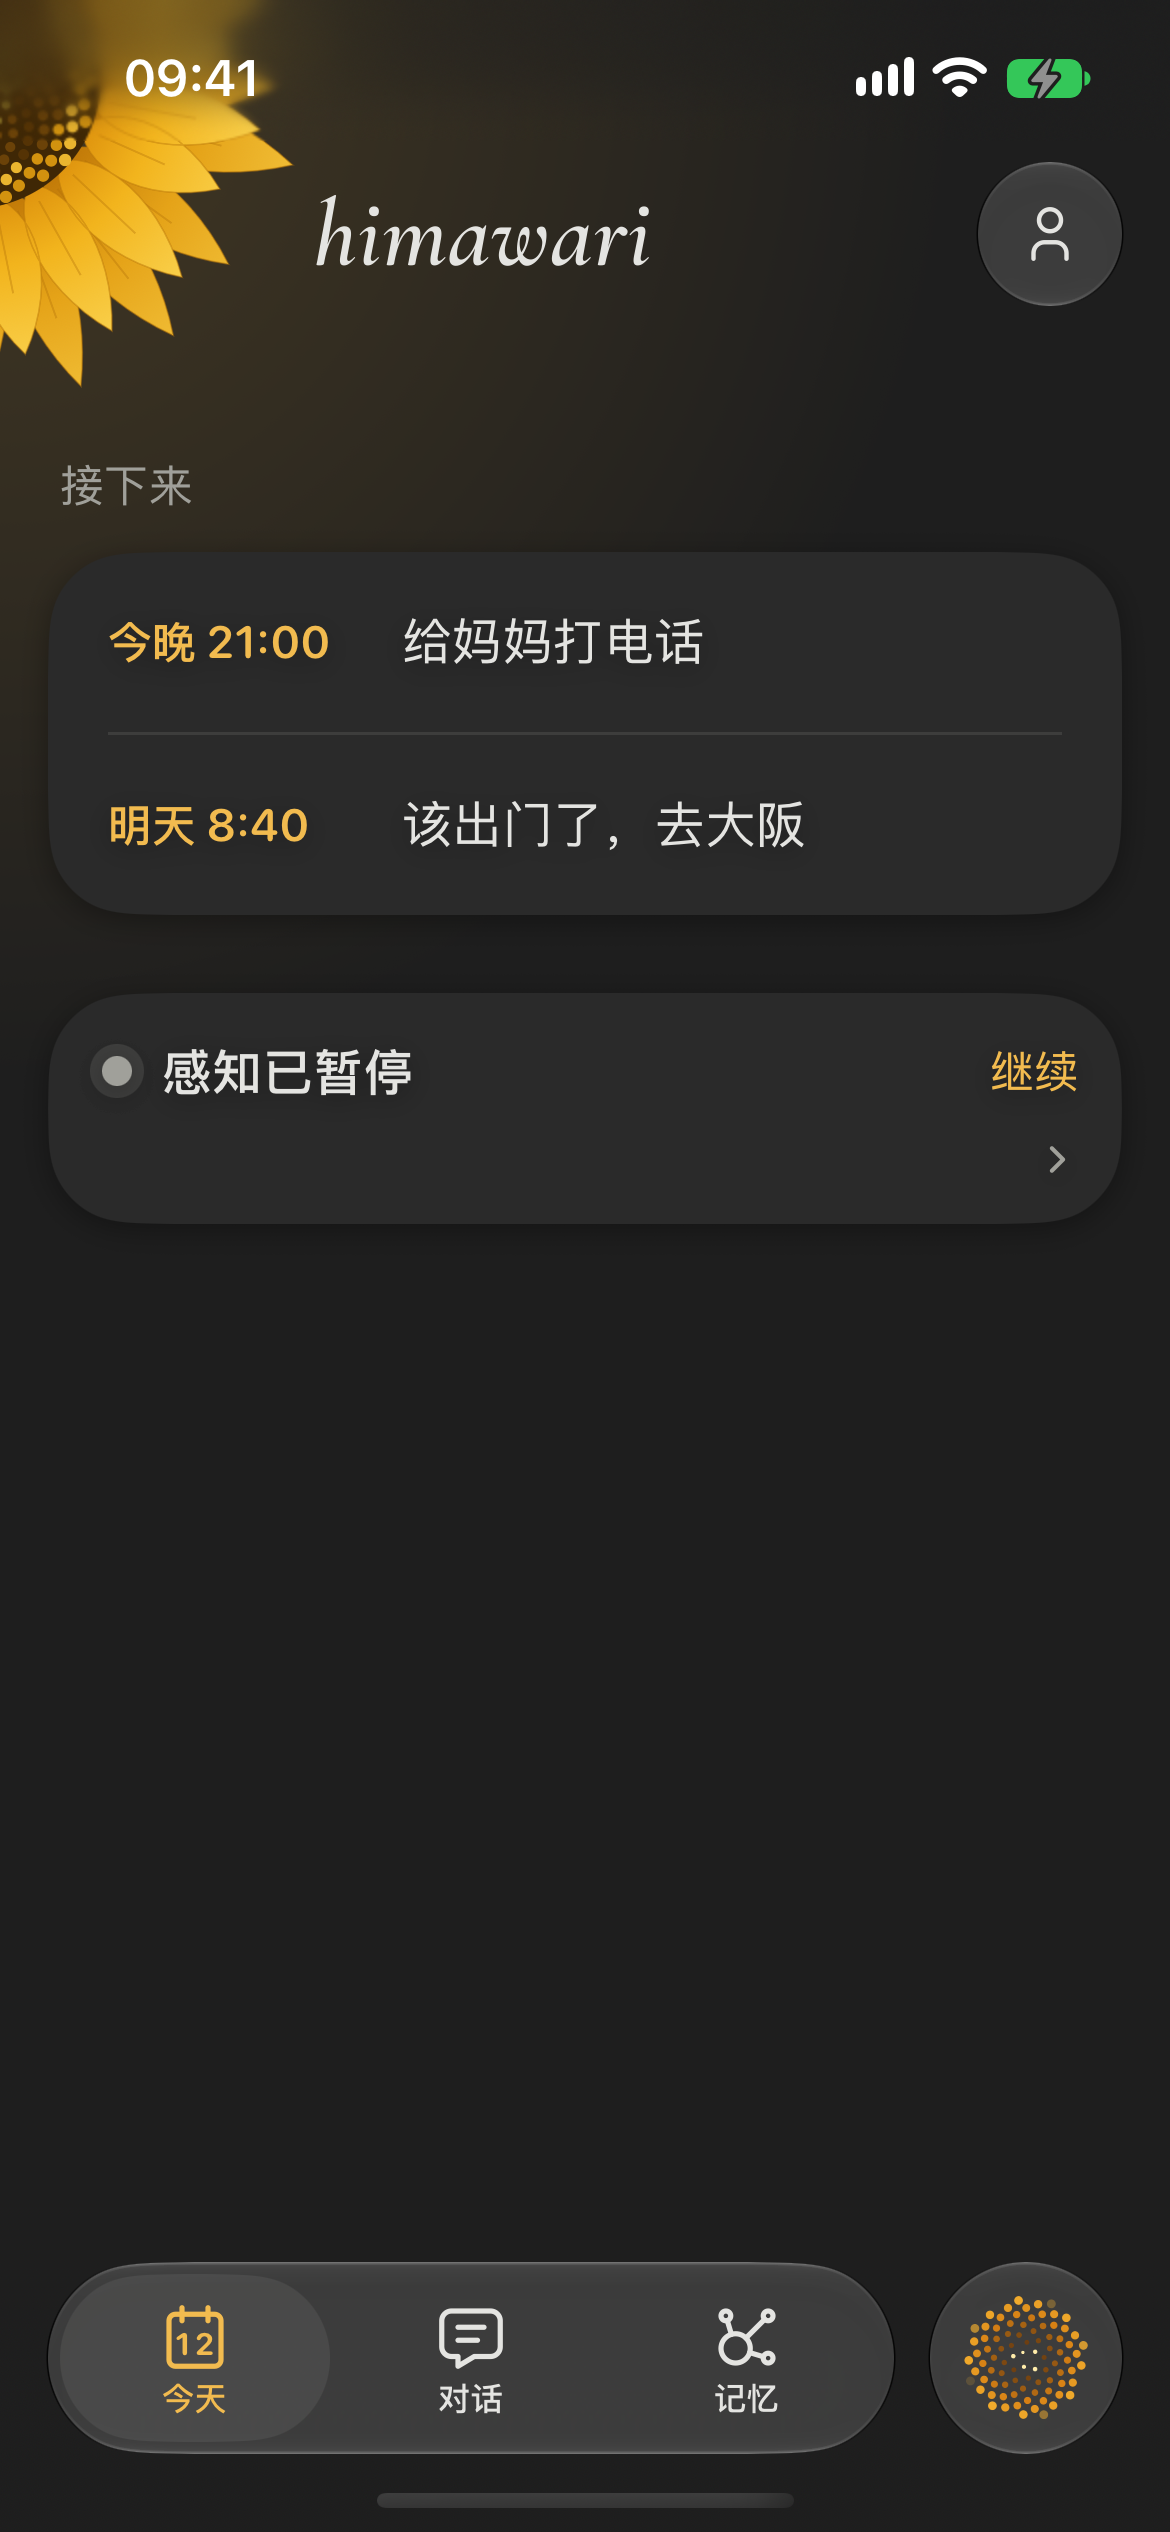 09:41
himawari
接下来
今晚 21:00 给妈妈打电话
明天 8:40 该出门了，去大阪
感知已暂停 继续
12
今天 对话 记忆